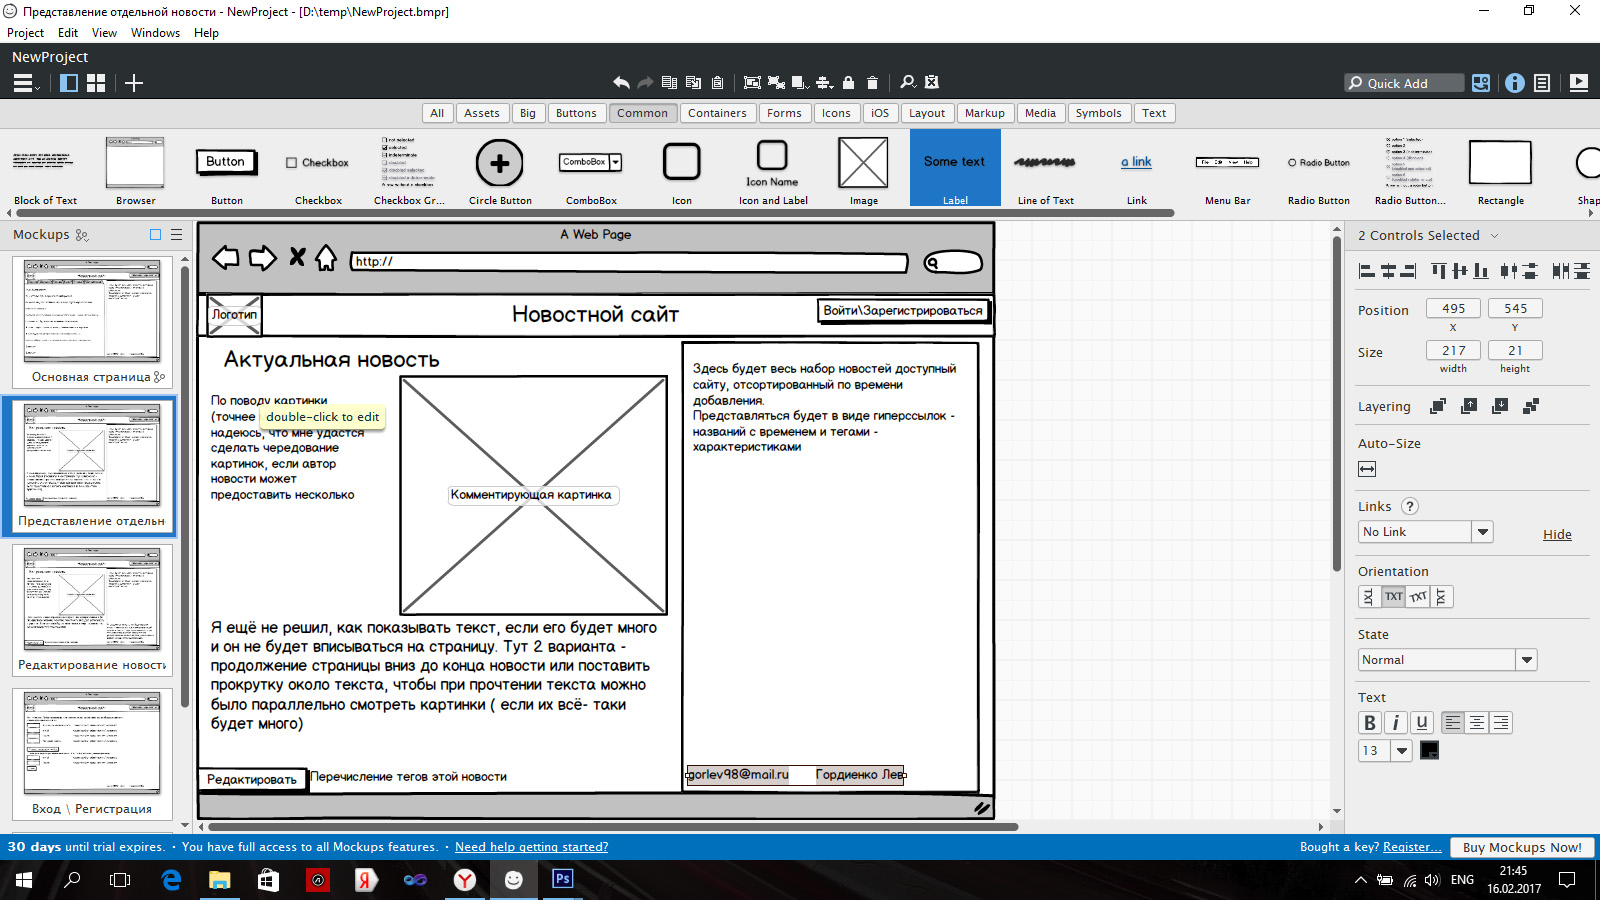 Представление отдельной новости - NewProject - [D:\temp\NewProject.bmpr]
Project Edit View Windows Help
NewProject
Quick Add
All Assets Big Buttons Common Containers Forms Icons iOS Layout Markup Media Symbols Text
Button
Checkbox
ComboBox
Icon Name
Some text
a link
Radio Button
Block of Text Browser Button Checkbox Checkbox Gr... Circle Button ComboBox Icon Icon and Label Image Label Line of Text Link Menu Bar Radio Button Radio Button... Rectangle Shap
Mockups
Основная страница
Представление отдельн
Редактирование новости
Вход \ Регистрация
A Web Page
http://
Логотип
Новостной сайт
Войти\Зарегистрироваться
Актуальная новость
По поводу картинки
(точнее
double-click to edit
надеюсь, что мне удастся
сделать чередование
картинок, если автор
новости может
предоставить несколько
Комментирующая картинка
Здесь будет весь набор новостей доступный
сайту, отсортированный по времени
добавления.
Представляться будет в виде гиперссылок -
названий с временем и тегами -
характеристиками
Я ещё не решил, как показывать текст, если его будет много
и он не будет вписываться на страницу. Тут 2 варианта -
продолжение страницы вниз до конца новости или поставить
прокрутку около текста, чтобы при прочтении текста можно
было параллельно смотреть картинки ( если их всё- таки
будет много)
Редактировать
Перечисление тегов этой новости
gorlev98@mail.ru
Гордиенко Лев
2 Controls Selected
Position 495 545
X Y
Size 217 21
width height
Layering
Auto-Size
Links ?
No Link
Hide
Orientation
TXT TXT TXT TXT
State
Normal
Text
B i u
13
30 days until trial expires. · You have full access to all Mockups features. · Need help getting started?
Bought a key? Register... Buy Mockups Now!
Ps
ENG
21:45
16.02.2017